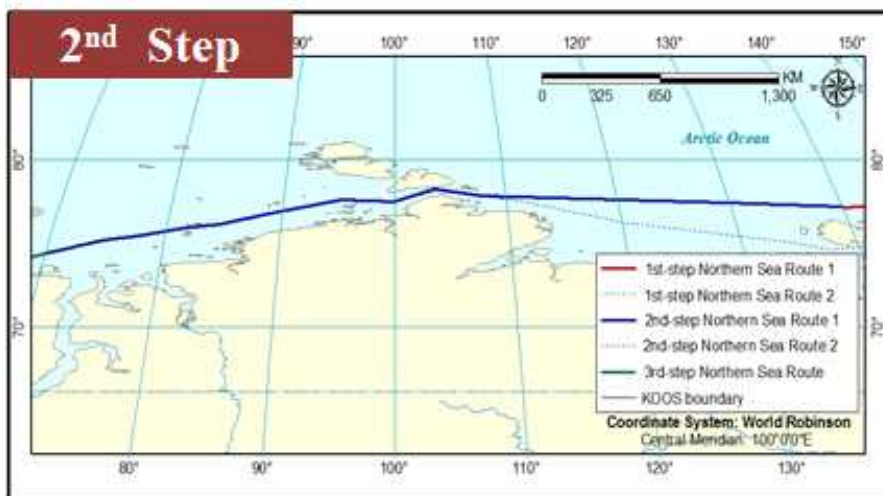 2nd Step
90° 100° 110° 120° 130° 140° 150°
KM
0 325 650 1,300
Arctic Ocean
80° 80°
70° 70°
1st-step Northern Sea Route 1
1st-step Northern Sea Route 2
2nd-step Northern Sea Route 1
2nd-step Northern Sea Route 2
3rd-step Northern Sea Route
KOOS boundary
Coordinate System: World Robinson
Central Meridian: 100°0'0"E
80° 90° 100° 110° 120° 130°